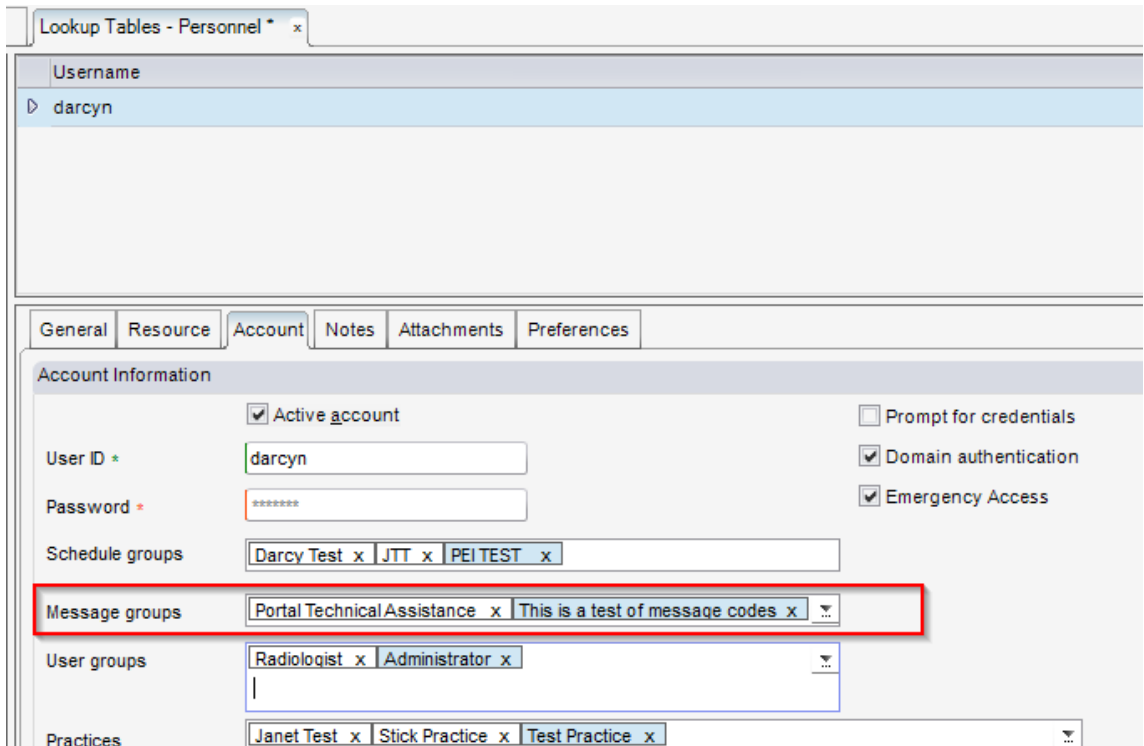 Lookup Tables - Personnel * x
Username
darcyn
General Resource Account Notes Attachments Preferences
Account Information
Active account Prompt for credentials
User ID * darcyn Domain authentication
Password * ******* Emergency Access
Schedule groups Darcy Test x JTT x PEI TEST x
Message groups Portal Technical Assistance x This is a test of message codes x
User groups Radiologist x Administrator x
Practices Janet Test x Stick Practice x Test Practice x